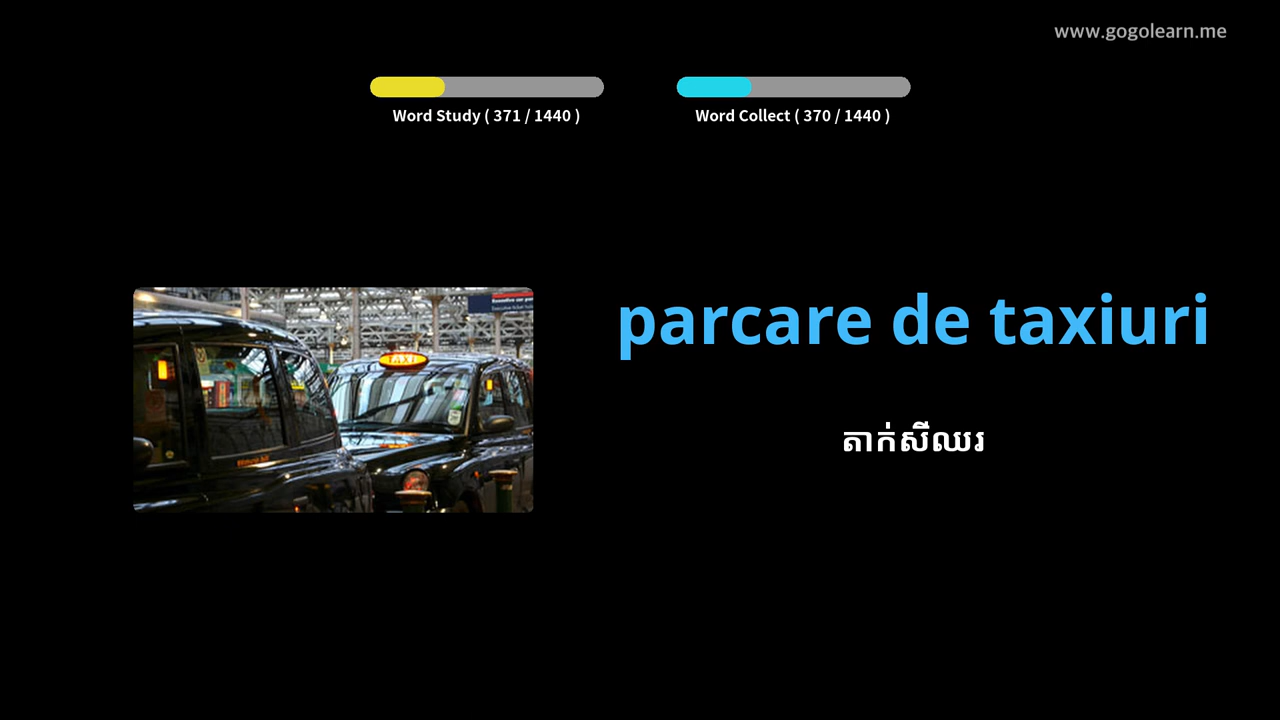 www.gogolearn.me
Word Study ( 371 / 1440 )
Word Collect ( 370 / 1440 )
parcare de taxiuri
TAXI
តាក់សីឈរ